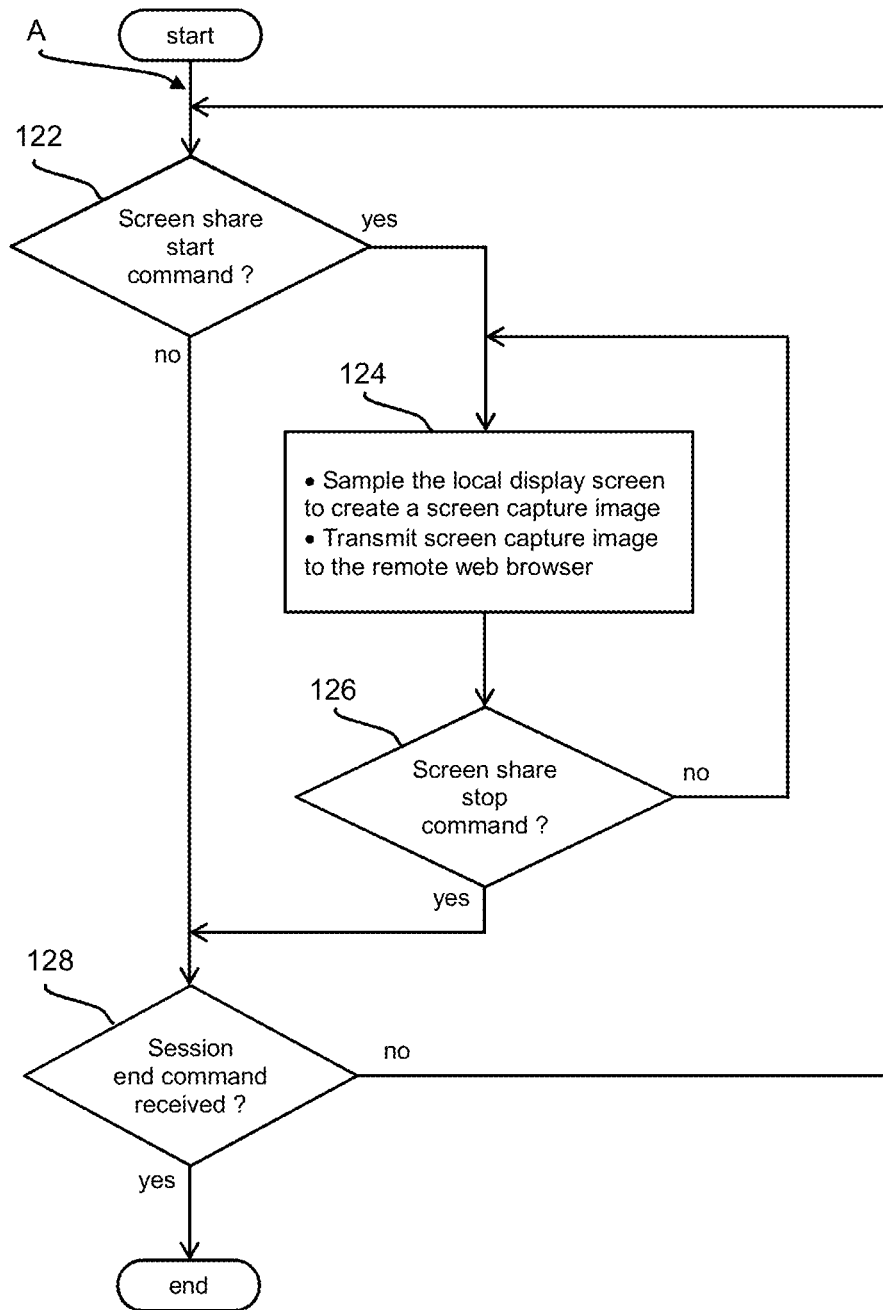 start
A
122
Screen share
start
command ?
yes
no
124
• Sample the local display screen
to create a screen capture image
• Transmit screen capture image
to the remote web browser
126
Screen share
stop
command ?
no
yes
128
Session
end command
received ?
no
yes
end